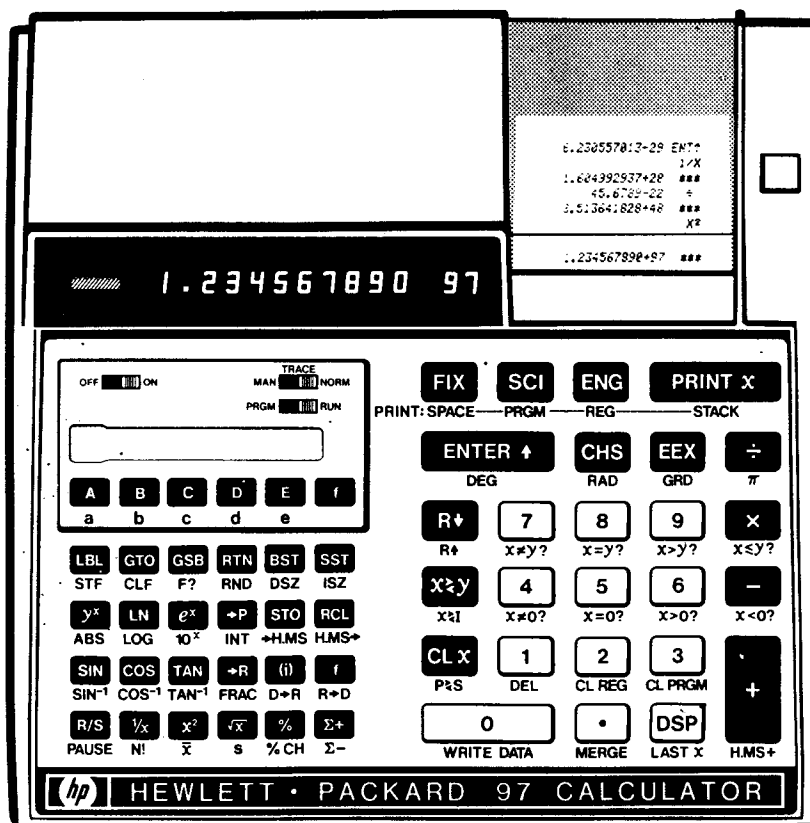 6.230557013+29 ENT↑
1/X
1.604992937+28 ***
45.6789-22 ÷
3.513641828+48 ***
X²
1.234567890+97 ***
1.234567890 97
OFF ON
TRACE
MAN NORM
PRGM RUN
A B C D E f
a b c d e
FIX SCI ENG PRINT X
PRINT: SPACE PRGM REG STACK
ENTER ↑ CHS EEX ÷
DEG RAD GRD π
R↓ 7 8 9 ×
R↑ x≠y? x=y? x>y? x≤y?
x≷y 4 5 6 −
x≷I x≠0? x=0? x>0? x<0?
CL x 1 2 3 +
P≷S DEL CL REG CL PRGM
0 • DSP
WRITE DATA MERGE LAST X H.MS+
LBL GTO GSB RTN BST SST
STF CLF F? RND DSZ ISZ
yˣ LN eˣ →P STO RCL
ABS LOG 10ˣ INT →H.MS H.MS→
SIN COS TAN →R (i) f
SIN⁻¹ COS⁻¹ TAN⁻¹ FRAC D→R R→D
R/S 1/x x² √x % Σ+
PAUSE N! x̄ s % CH Σ−
hp HEWLETT • PACKARD 97 CALCULATOR